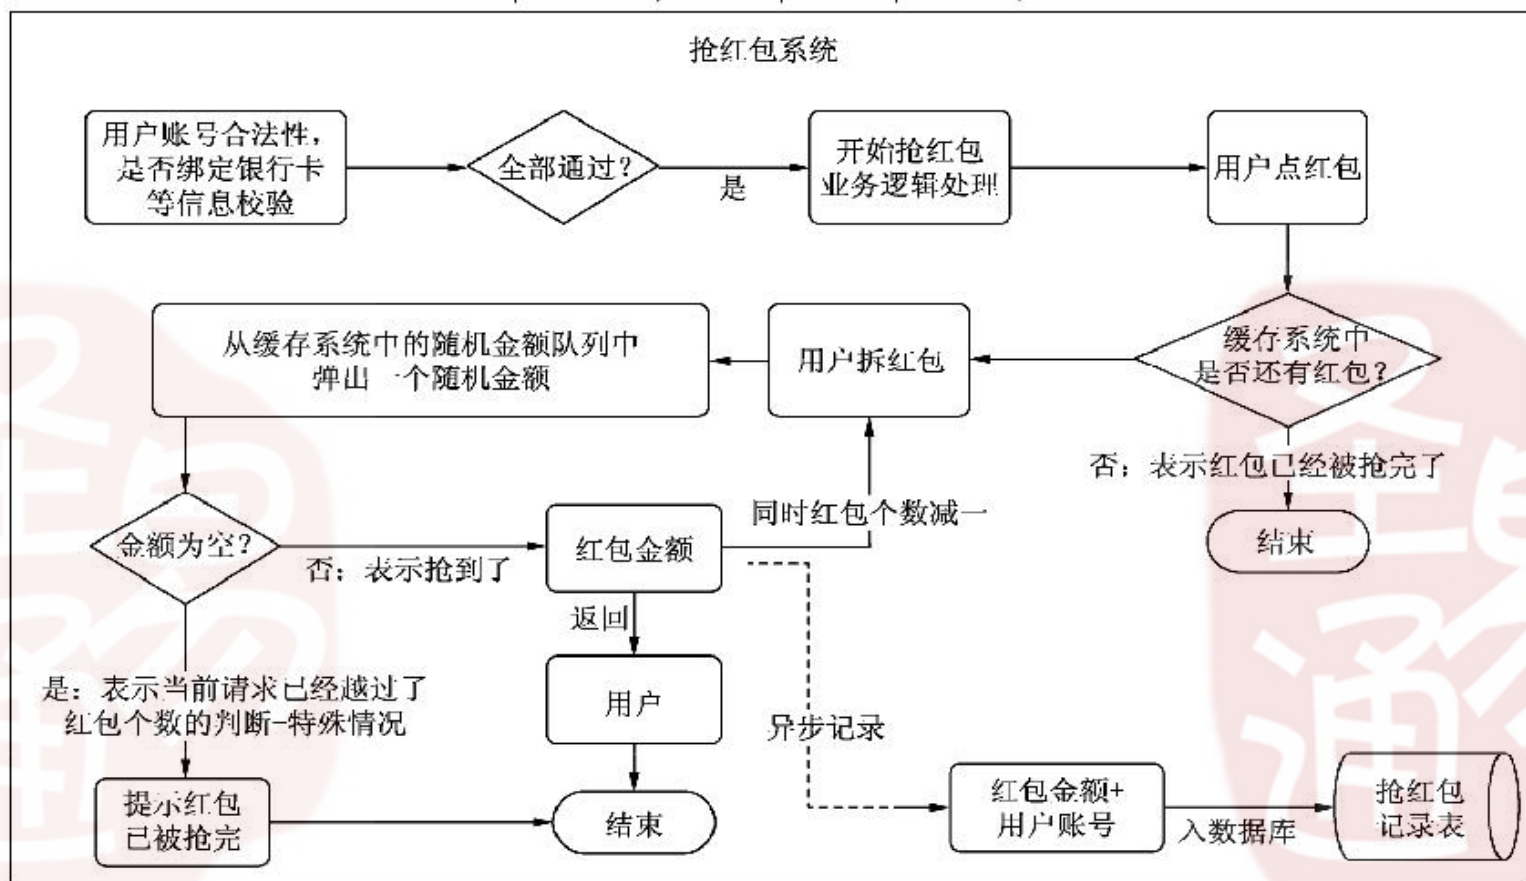 抢红包系统
用户账号合法性，
是否绑定银行卡
等信息校验
全部通过？
是
开始抢红包
业务逻辑处理
用户点红包
从缓存系统中的随机金额队列中
弹出一个随机金额
用户拆红包
缓存系统中
是否还有红包？
否：表示红包已经被抢完了
结束
金额为空？
否：表示抢到了
红包金额
同时红包个数减一
返回
是：表示当前请求已经越过了
红包个数的判断-特殊情况
用户
异步记录
提示红包
已被抢完
结束
红包金额+
用户账号
入数据库
抢红包
记录表